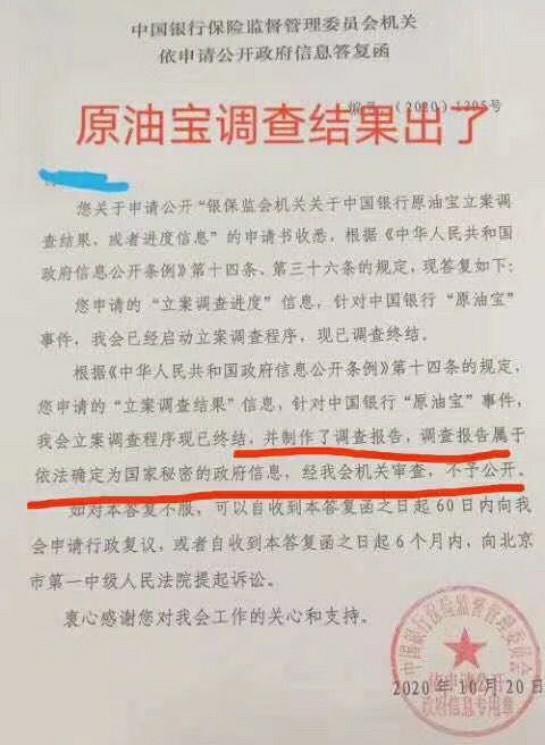 中国银行保险监督管理委员会机关
依申请公开政府信息答复函
编号:(2020)1305号
原油宝调查结果出了
您关于申请公开“银保监会机关关于中国银行原油宝立案调
查结果、或者进度信息”的申请书收悉,根据《中华人民共和国
政府信息公开条例》第十四条、第三十六条的规定,现答复如下:
您申请的“立案调查进度”信息,针对中国银行“原油宝”
事件,我会已经启动立案调查程序,现已调查终结。
根据《中华人民共和国政府信息公开条例》第十四条的规定,
您申请的“立案调查结果”信息,针对中国银行“原油宝”事件,
我会立案调查程序现已终结,并制作了调查报告,调查报告属于
依法确定为国家秘密的政府信息,经我会机关审查,不予公开。
如对本答复不服,可以自收到本答复函之日起60日内向我
会申请行政复议,或者自收到本答复函之日起6个月内,向北京
市第一中级人民法院提起诉讼。
衷心感谢您对我会工作的关心和支持。
中国银行保险监督管理委员会
依申请公开
2020年10月20日
政府信息专用章